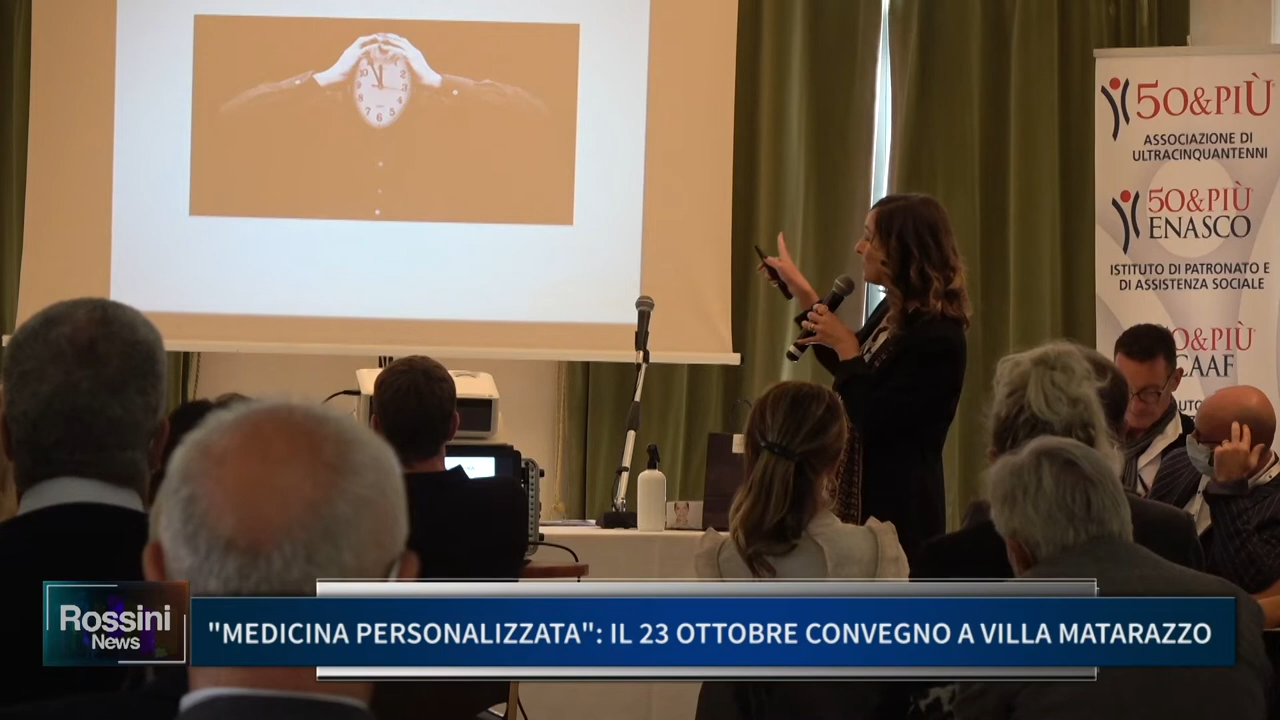 50&PIÙ
ASSOCIAZIONE DI
ULTRACINQUANTENNI
50&PIÙ
ENASCO
ISTITUTO DI PATRONATO E
DI ASSISTENZA SOCIALE
50&PIÙ
CAAF
Rossini
News
"MEDICINA PERSONALIZZATA": IL 23 OTTOBRE CONVEGNO A VILLA MATARAZZO